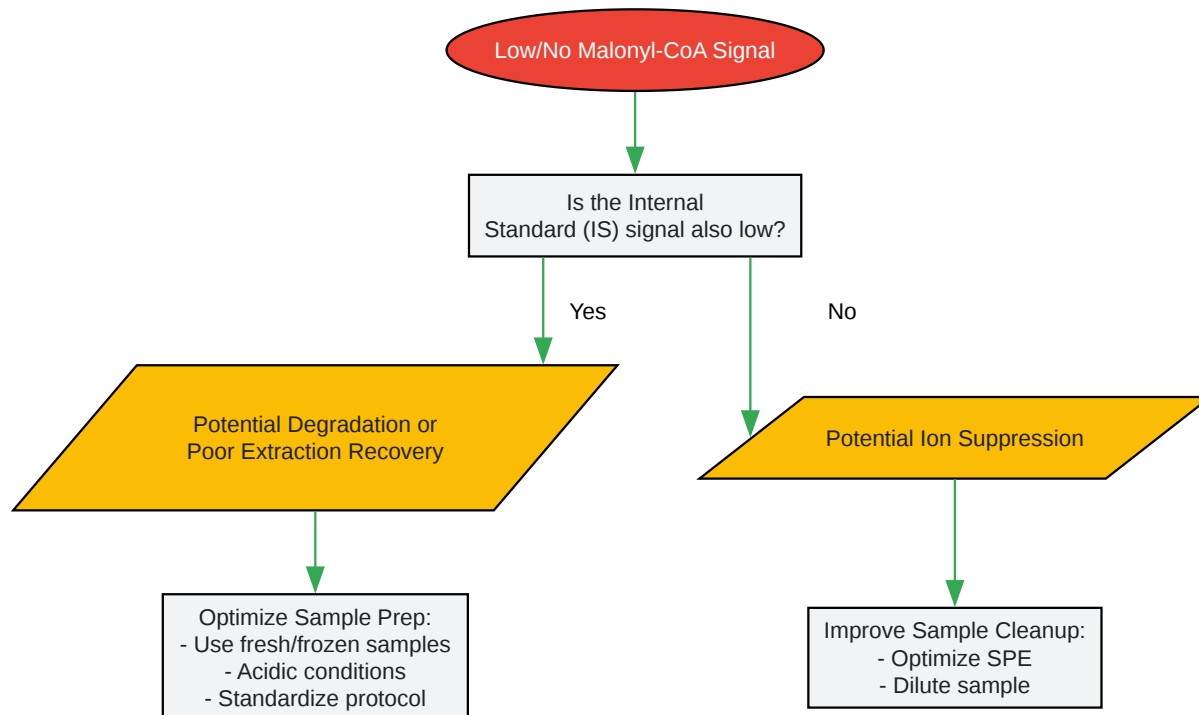 Low/No Malonyl-CoA Signal
Is the Internal
Standard (IS) signal also low?
Yes
No
Potential Degradation or
Poor Extraction Recovery
Potential Ion Suppression
Optimize Sample Prep:
- Use fresh/frozen samples
- Acidic conditions
- Standardize protocol
Improve Sample Cleanup:
- Optimize SPE
- Dilute sample